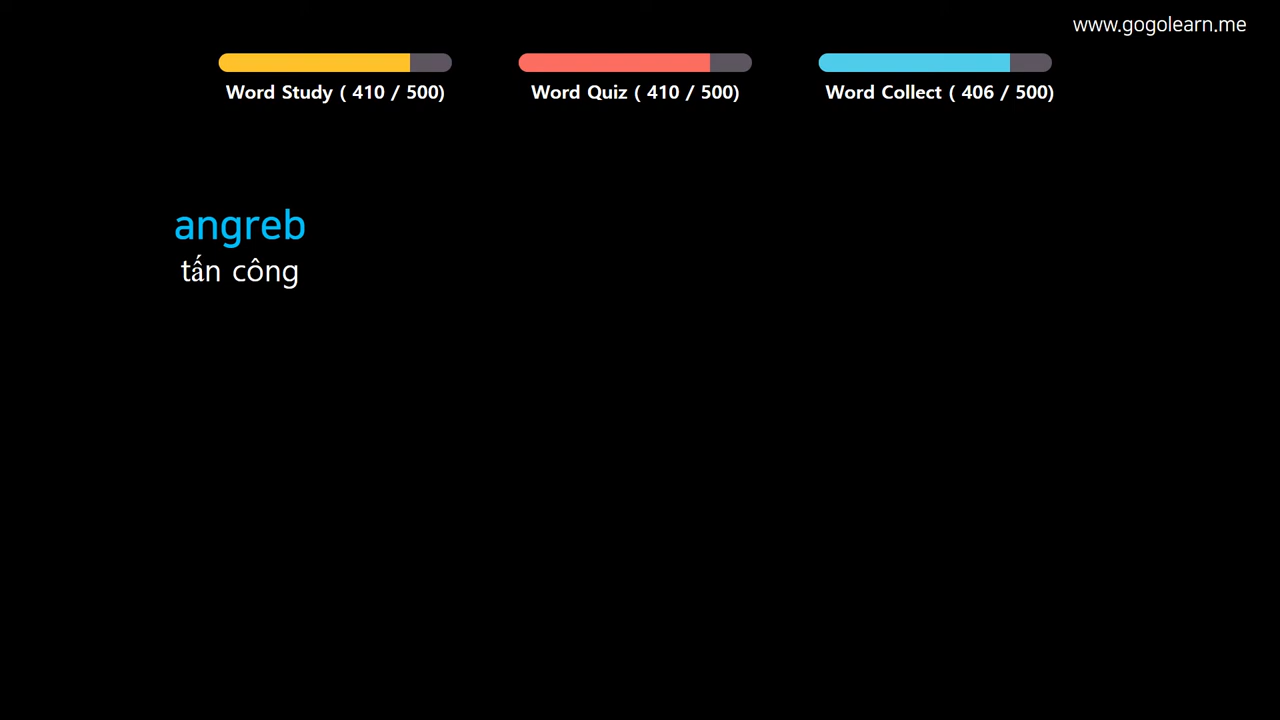 www.gogolearn.me
Word Study ( 410 / 500)
Word Quiz ( 410 / 500)
Word Collect ( 406 / 500)
angreb
tấn công